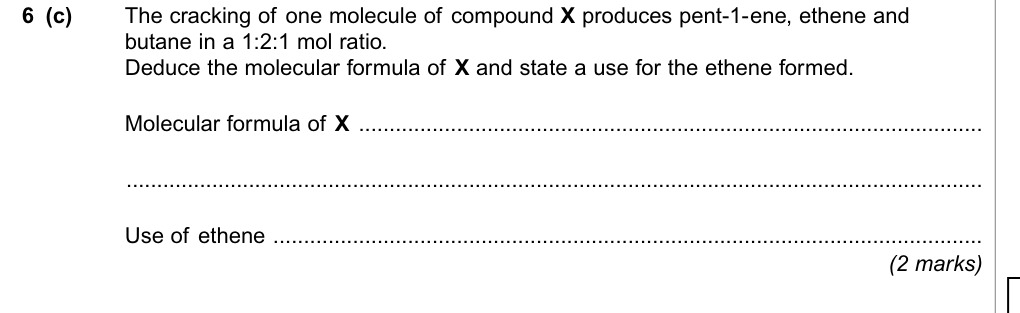 6 (c) The cracking of one molecule of compound X produces pent-1-ene, ethene and
butane in a 1:2:1 mol ratio.
Deduce the molecular formula of X and state a use for the ethene formed.
Molecular formula of X ....................................................................................................
....................................................................................................
Use of ethene ....................................................................................................
(2 marks)